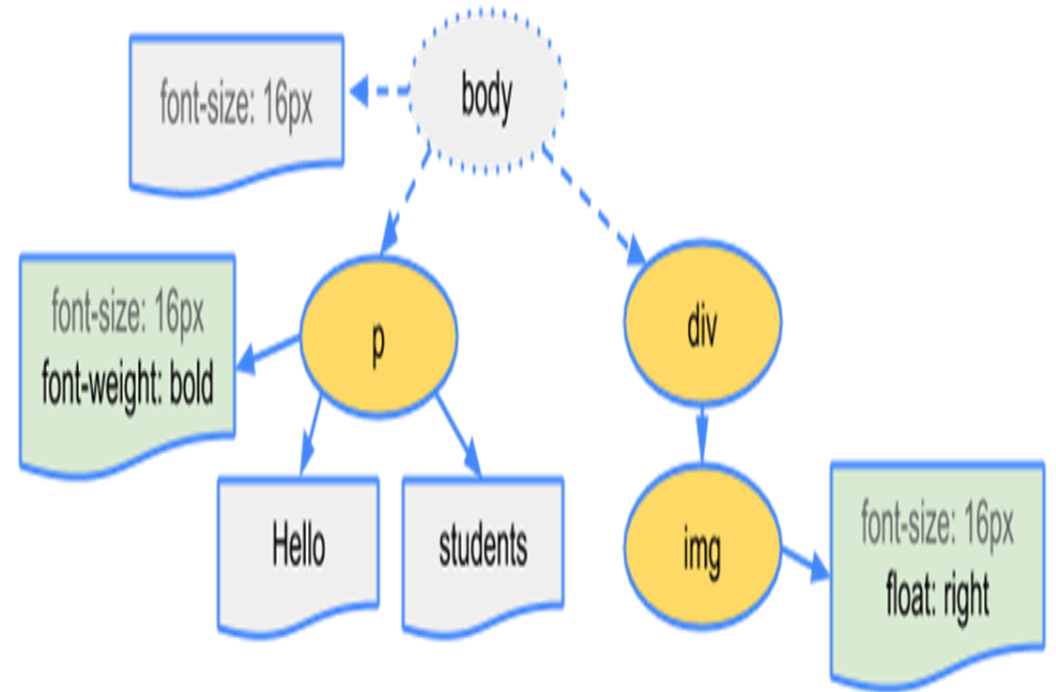 body
font-size: 16px
p
div
font-size: 16px
font-weight: bold
Hello
students
img
font-size: 16px
float: right